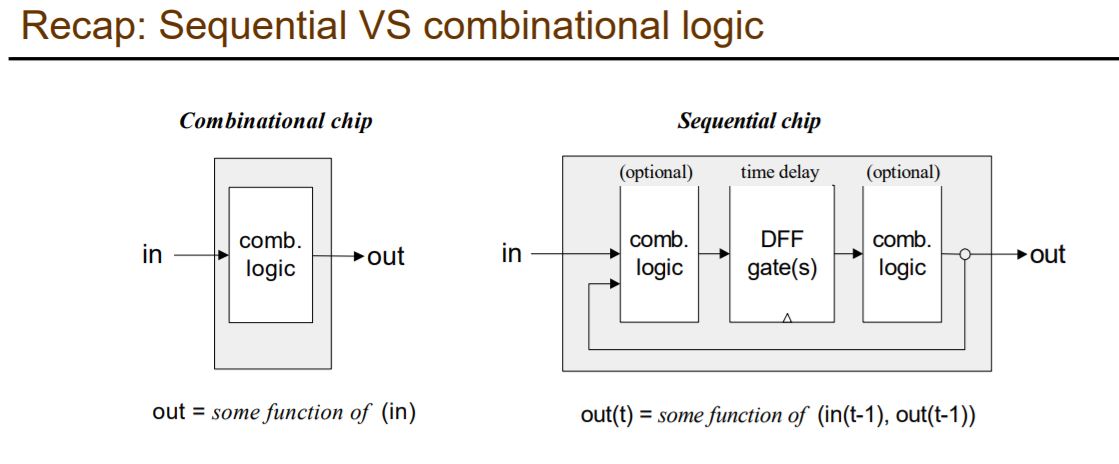 Recap: Sequential VS combinational logic
Combinational chip
in
comb.
logic
out
out = some function of (in)
Sequential chip
(optional)
time delay
(optional)
in
comb.
logic
DFF
gate(s)
comb.
logic
out
out(t) = some function of (in(t-1), out(t-1))